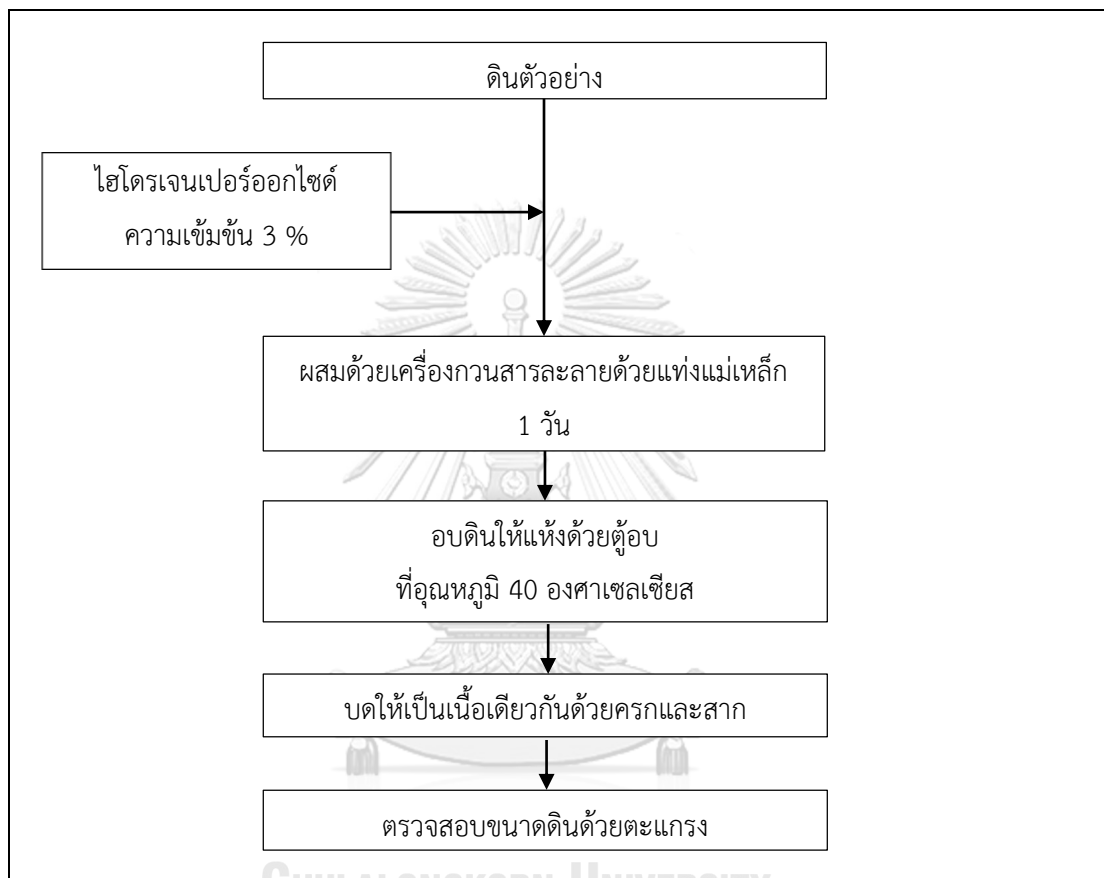 ดินตัวอย่าง
ไฮโดรเจนเปอร์ออกไซด์
ความเข้มข้น 3 %
ผสมด้วยเครื่องกวนสารละลายด้วยแท่งแม่เหล็ก
1 วัน
อบดินให้แห้งด้วยตู้อบ
ที่อุณหภูมิ 40 องศาเซลเซียส
บดให้เป็นเนื้อเดียวกันด้วยครกและสาก
ตรวจสอบขนาดดินด้วยตะแกรง
CHULALONGKORN UNIVERSITY